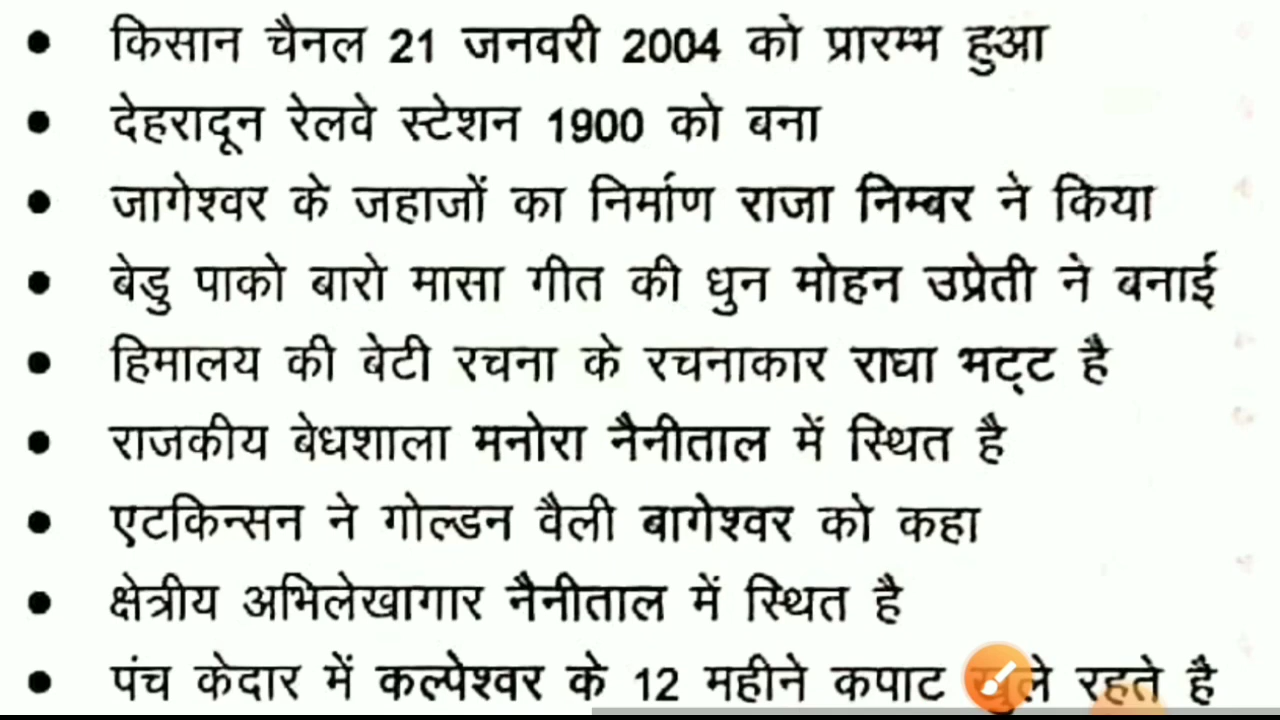 • किसान चैनल 21 जनवरी 2004 को प्रारम्भ हुआ
• देहरादून रेलवे स्टेशन 1900 को बना
• जागेश्वर के जहाजों का निर्माण राजा निम्बर ने किया
• बेडु पाको बारो मासा गीत की धुन मोहन उप्रेती ने बनाई
• हिमालय की बेटी रचना के रचनाकार राघा भट्ट है
• राजकीय बेधशाला मनोरा नैनीताल में स्थित है
• एटकिन्सन ने गोल्डन वैली बागेश्वर को कहा
• क्षेत्रीय अभिलेखागार नैनीताल में स्थित है
• पंच केदार में कल्पेश्वर के 12 महीने कपाट खुले रहते है